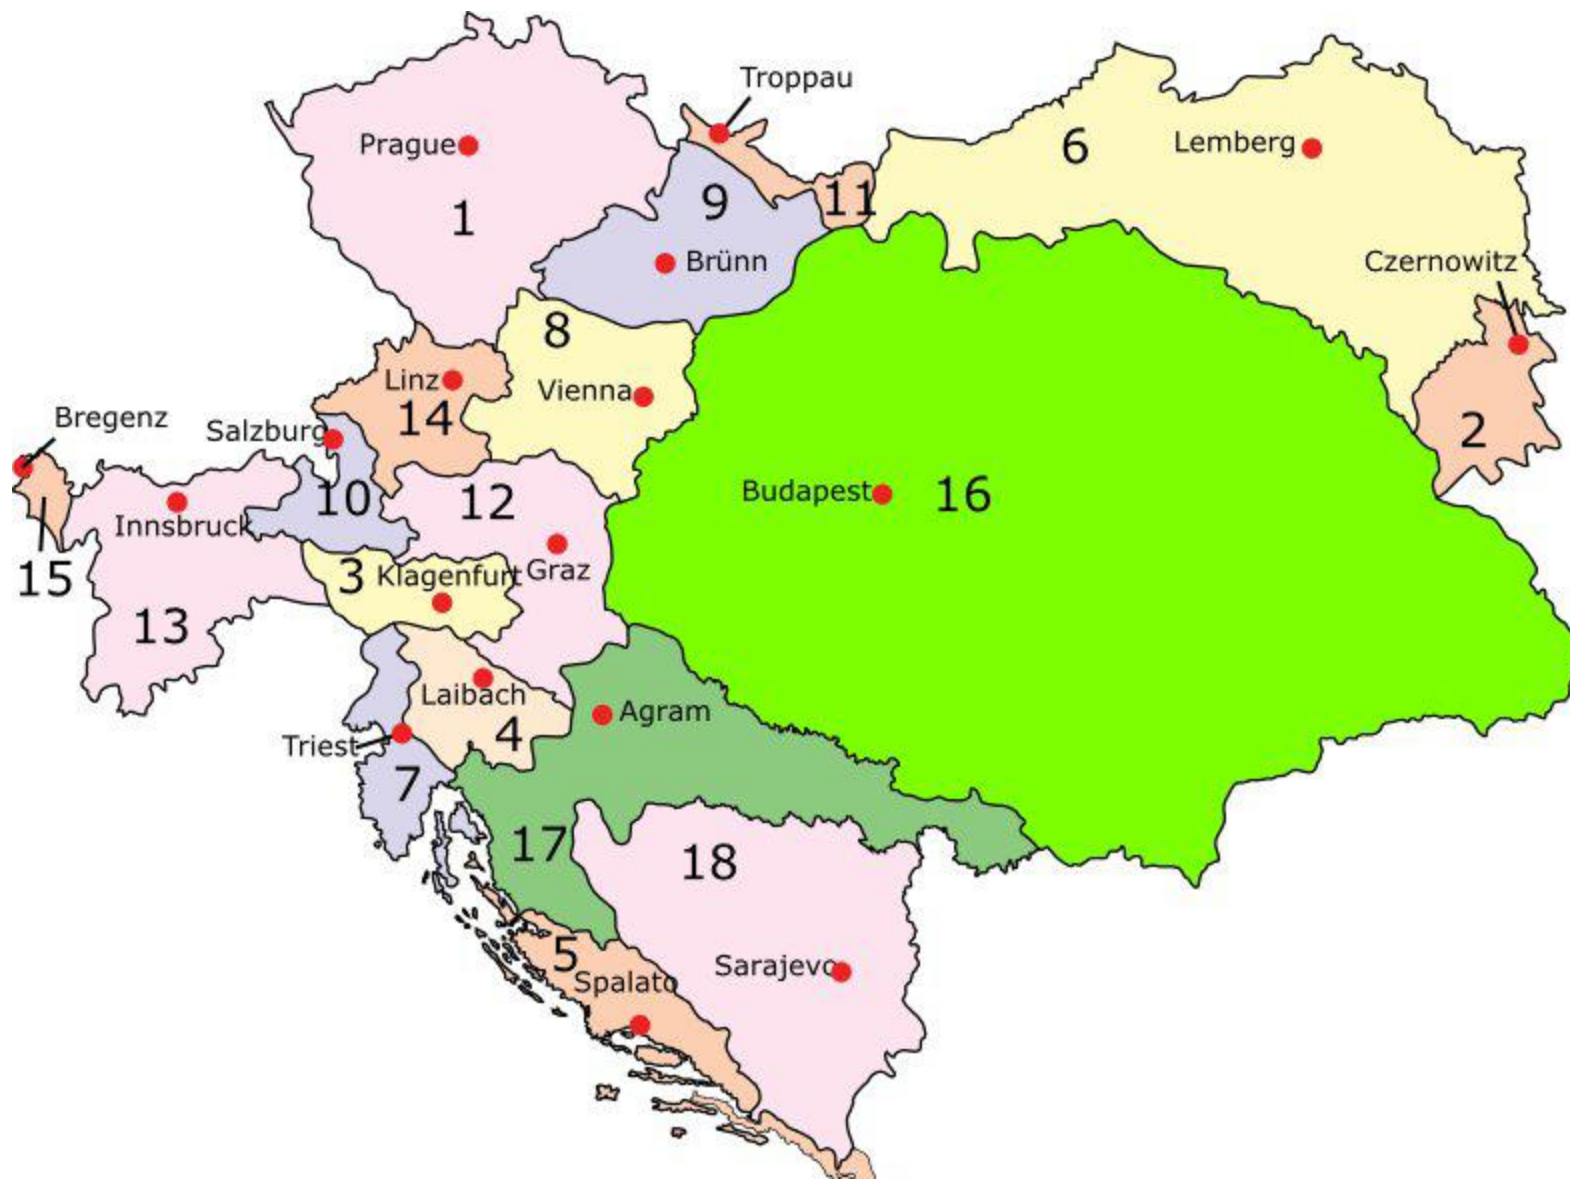 Troppau
Prague
6
Lemberg
1
9
11
Brünn
Czernowitz
8
Linz
Vienna
14
2
Bregenz
Salzburg
10
12
Budapest
16
Innsbruck
15
3
Klagenfurt
Graz
13
Laibach
4
Agram
Triest
7
17
18
5
Spalato
Sarajevo